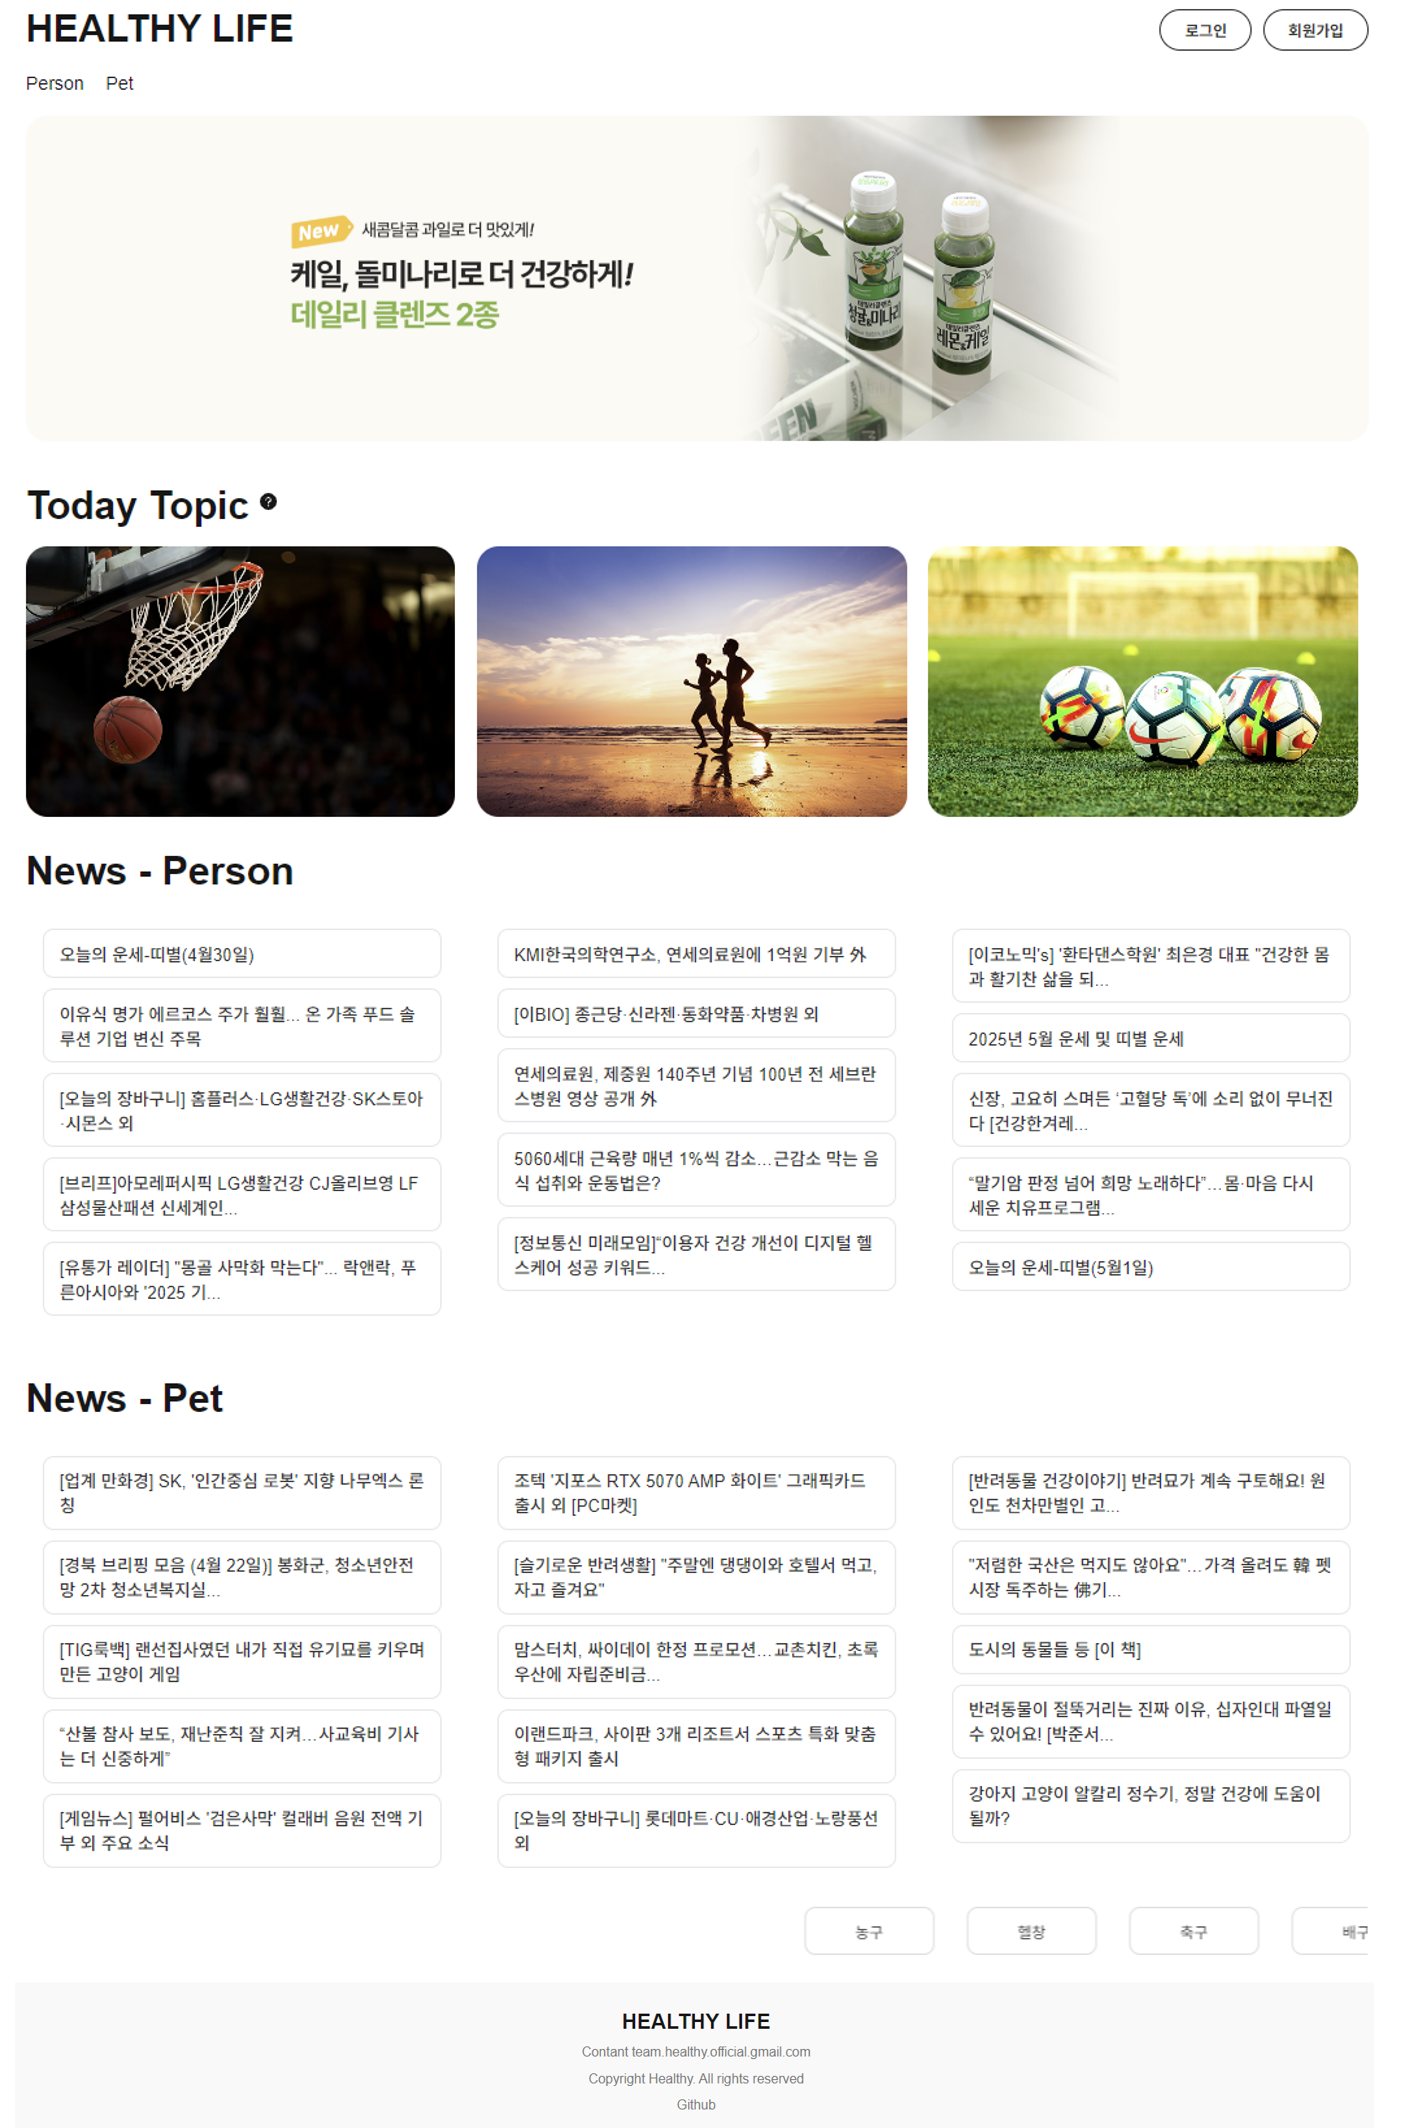 HEALTHY LIFE
로그인
회원가입
Person
Pet
New 새콤달콤 과일로 더 맛있게!
케일, 돌미나리로 더 건강하게!
데일리 클렌즈 2종
데일리클렌즈
청귤&미나리
데일리클렌즈
레몬&케일
Today Topic ?
News - Person
오늘의 운세-띠별(4월30일)
이유식 명가 에르코스 주가 훨훨... 온 가족 푸드 솔
루션 기업 변신 주목
[오늘의 장바구니] 홈플러스·LG생활건강·SK스토아
·시몬스 외
[브리프]아모레퍼시픽 LG생활건강 CJ올리브영 LF
삼성물산패션 신세계인...
[유통가 레이더] "몽골 사막화 막는다"... 락앤락, 푸
른아시아와 '2025 기...
KMI한국의학연구소, 연세의료원에 1억원 기부 外
[이BIO] 종근당·신라젠·동화약품·차병원 외
연세의료원, 제중원 140주년 기념 100년 전 세브란
스병원 영상 공개 外
5060세대 근육량 매년 1%씩 감소…근감소 막는 음
식 섭취와 운동법은?
[정보통신 미래모임]“이용자 건강 개선이 디지털 헬
스케어 성공 키워드...
[이코노믹's] '환타댄스학원' 최은경 대표 "건강한 몸
과 활기찬 삶을 되...
2025년 5월 운세 및 띠별 운세
신장, 고요히 스며든 ‘고혈당 독’에 소리 없이 무너진
다 [건강한겨레...
“말기암 판정 넘어 희망 노래하다”…몸·마음 다시
세운 치유프로그램...
오늘의 운세-띠별(5월1일)
News - Pet
[업계 만화경] SK, '인간중심 로봇' 지향 나무엑스 론
칭
[경북 브리핑 모음 (4월 22일)] 봉화군, 청소년안전
망 2차 청소년복지실...
[TIG룩백] 랜선집사였던 내가 직접 유기묘를 키우며
만든 고양이 게임
“산불 참사 보도, 재난준칙 잘 지켜…사교육비 기사
는 더 신중하게”
[게임뉴스] 펄어비스 '검은사막' 컬래버 음원 전액 기
부 외 주요 소식
조텍 '지포스 RTX 5070 AMP 화이트' 그래픽카드
출시 외 [PC마켓]
[슬기로운 반려생활] "주말엔 댕댕이와 호텔서 먹고,
자고 즐겨요"
맘스터치, 싸이데이 한정 프로모션…교촌치킨, 초록
우산에 자립준비금...
이랜드파크, 사이판 3개 리조트서 스포츠 특화 맞춤
형 패키지 출시
[오늘의 장바구니] 롯데마트·CU·애경산업·노랑풍선
외
[반려동물 건강이야기] 반려묘가 계속 구토해요! 원
인도 천차만별인 고...
"저렴한 국산은 먹지도 않아요"…가격 올려도 韓 펫
시장 독주하는 佛기...
도시의 동물들 등 [이 책]
반려동물이 절뚝거리는 진짜 이유, 십자인대 파열일
수 있어요! [박준서...
강아지 고양이 알칼리 정수기, 정말 건강에 도움이
될까?
농구
헬창
축구
배구
HEALTHY LIFE
Contant team.healthy.official.gmail.com
Copyright Healthy. All rights reserved
Github